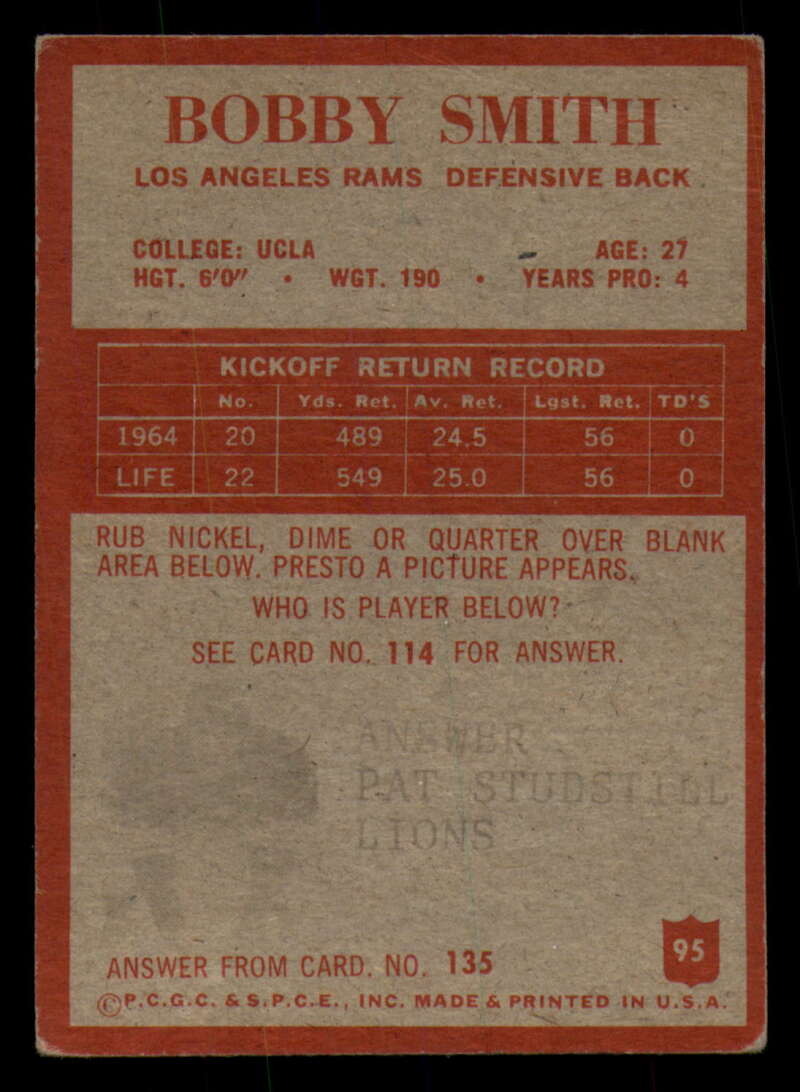 BOBBY SMITH
LOS ANGELES RAMS DEFENSIVE BACK
COLLEGE: UCLA AGE: 27
HGT. 6'0" • WGT. 190 • YEARS PRO: 4
KICKOFF RETURN RECORD
No. Yds. Ret. Av. Ret. Lgst. Ret. TD'S
1964 20 489 24.5 56 0
LIFE 22 549 25.0 56 0
RUB NICKEL, DIME OR QUARTER OVER BLANK
AREA BELOW. PRESTO A PICTURE APPEARS.
WHO IS PLAYER BELOW?
SEE CARD NO. 114 FOR ANSWER.
ANSWER
PAT STUDSTILL
LIONS
ANSWER FROM CARD. NO. 135
95
©P.C.G.C. & S.P.C.E., INC. MADE & PRINTED IN U.S.A.